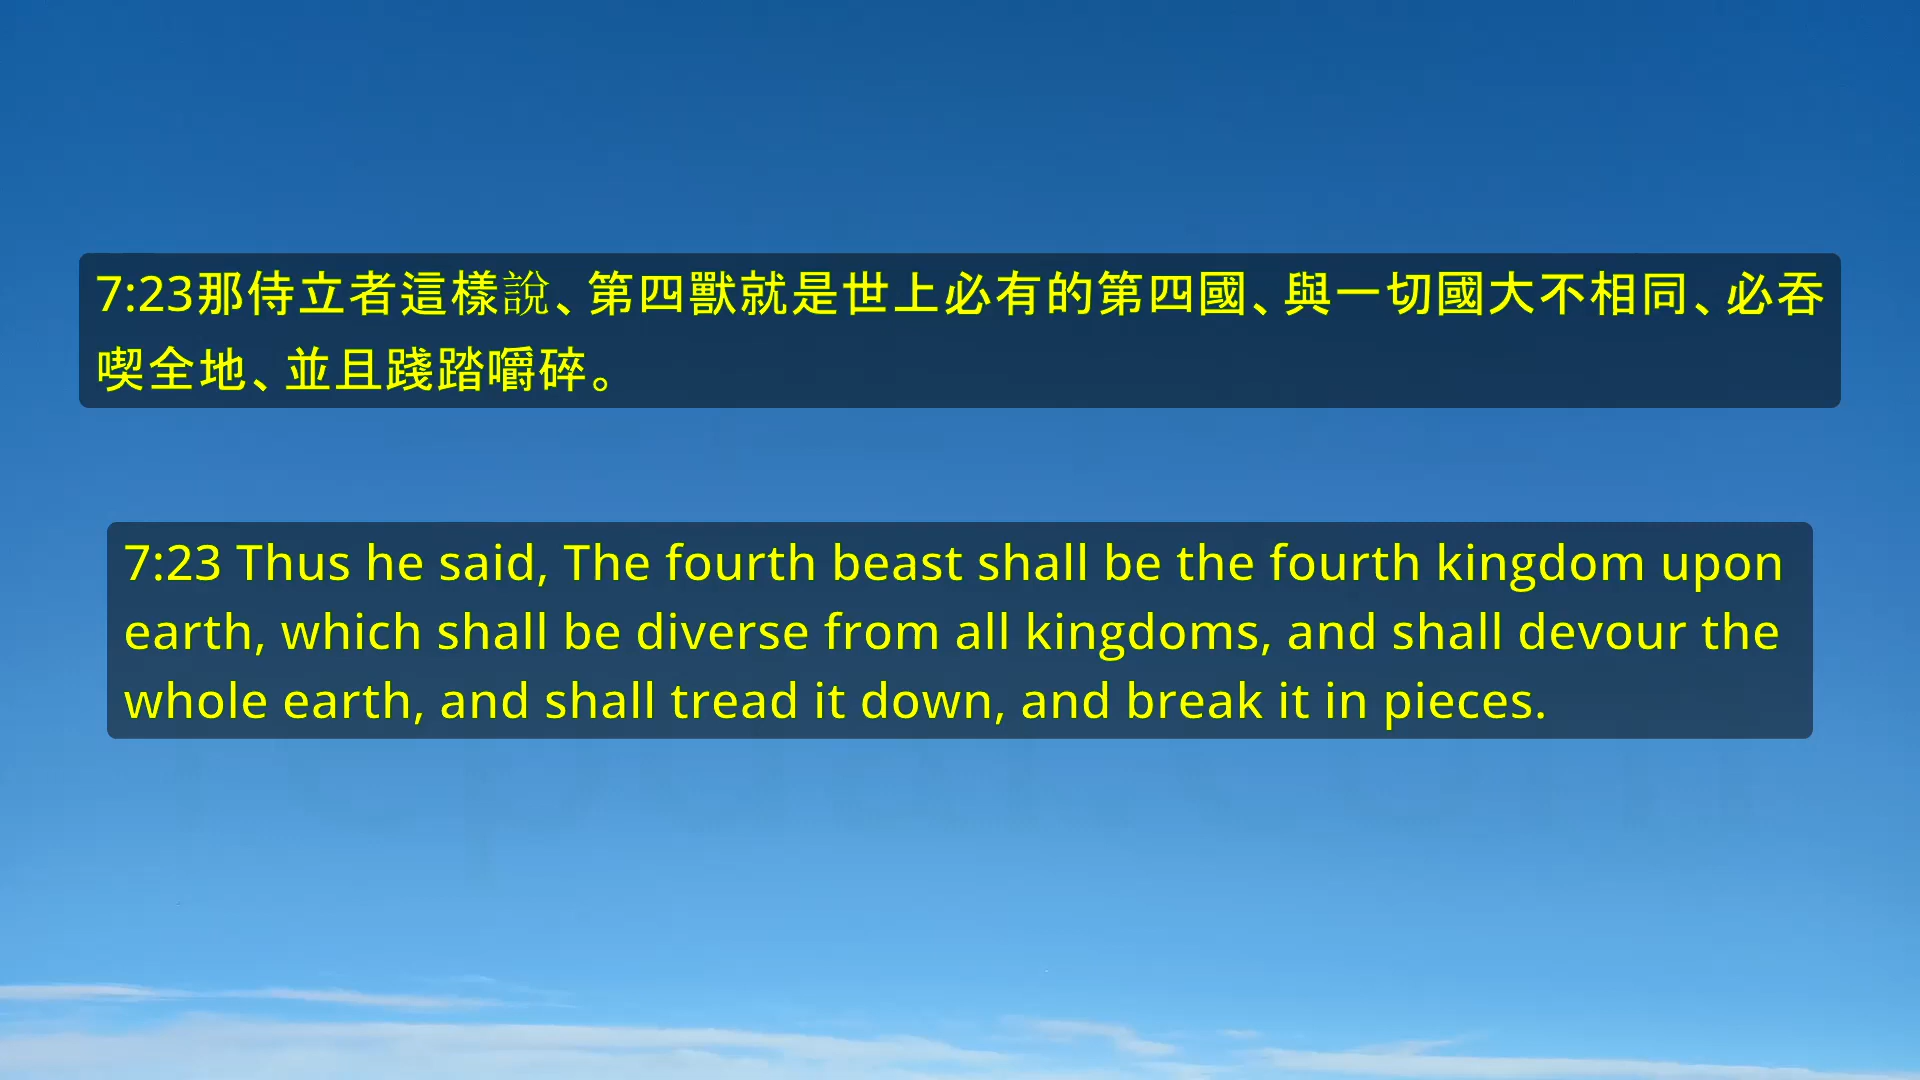 7:23那侍立者這樣說、第四獸就是世上必有的第四國、與一切國大不相同、必吞
喫全地、並且踐踏嚼碎。
7:23 Thus he said, The fourth beast shall be the fourth kingdom upon
earth, which shall be diverse from all kingdoms, and shall devour the
whole earth, and shall tread it down, and break it in pieces.